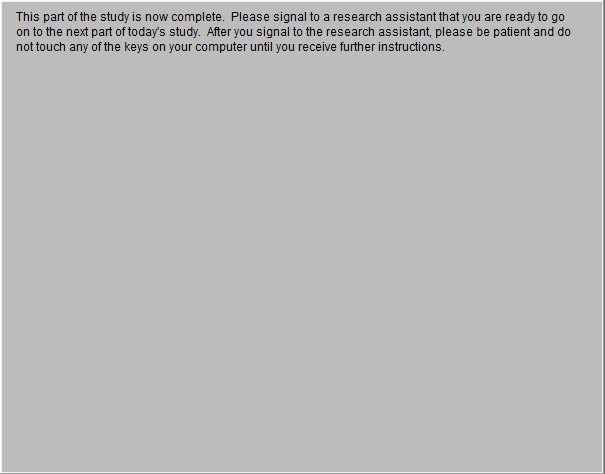 This part of the study is now complete.  Please signal to a research assistant that you are ready to go
on to the next part of today's study.  After you signal to the research assistant, please be patient and do
not touch any of the keys on your computer until you receive further instructions.